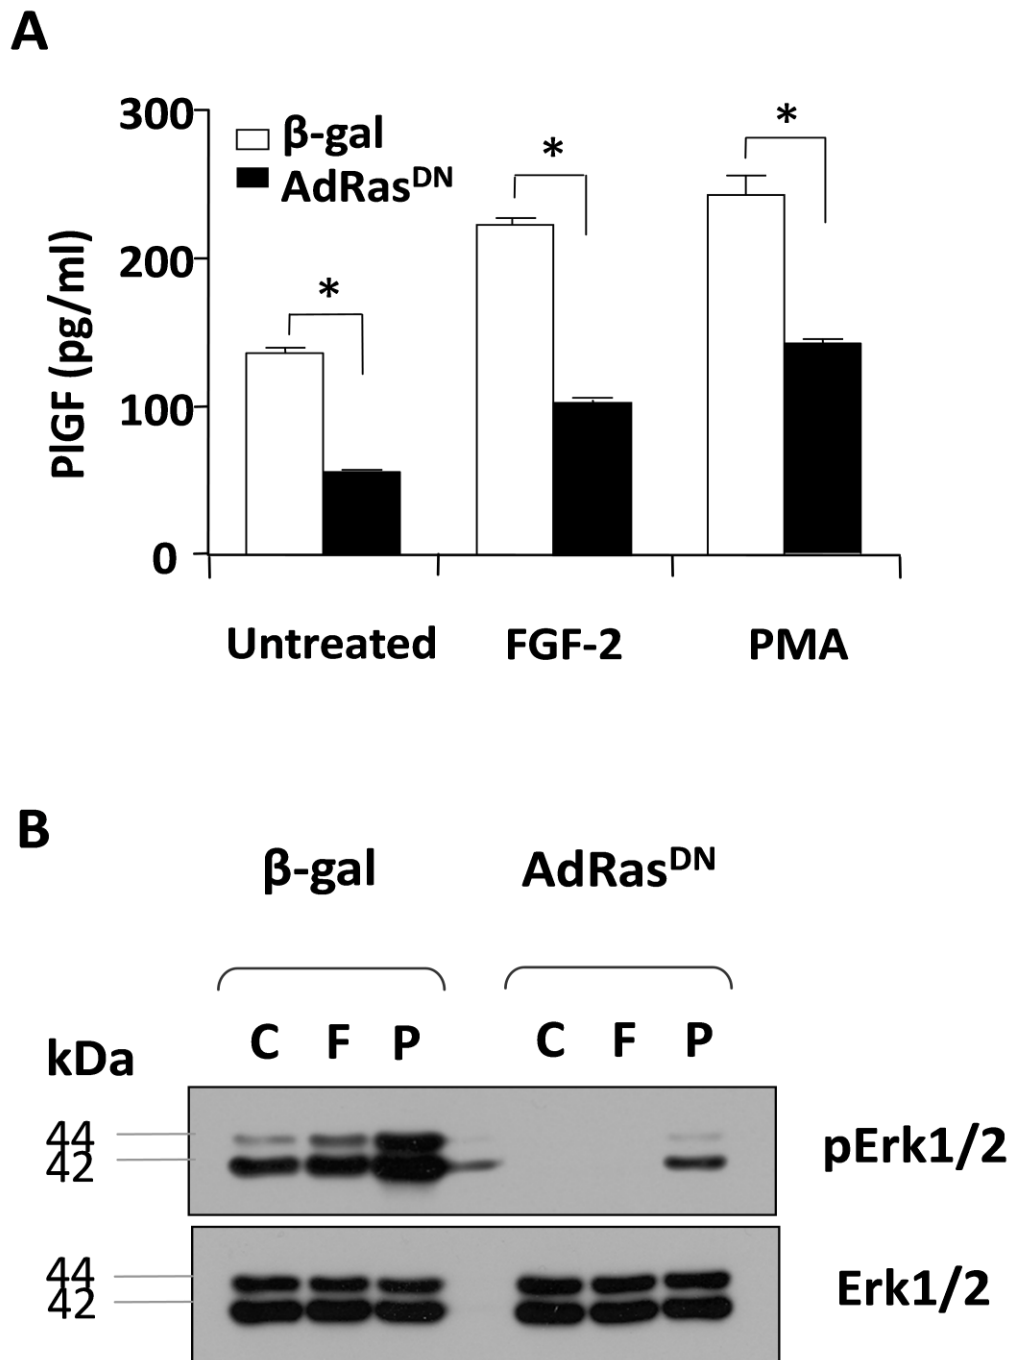 A
300
β-gal
AdRasDN
200
100
0
PlGF (pg/ml)
*
*
*
Untreated FGF-2 PMA
B
β-gal AdRasDN
kDa C F P C F P
44
42
pErk1/2
44
42
Erk1/2